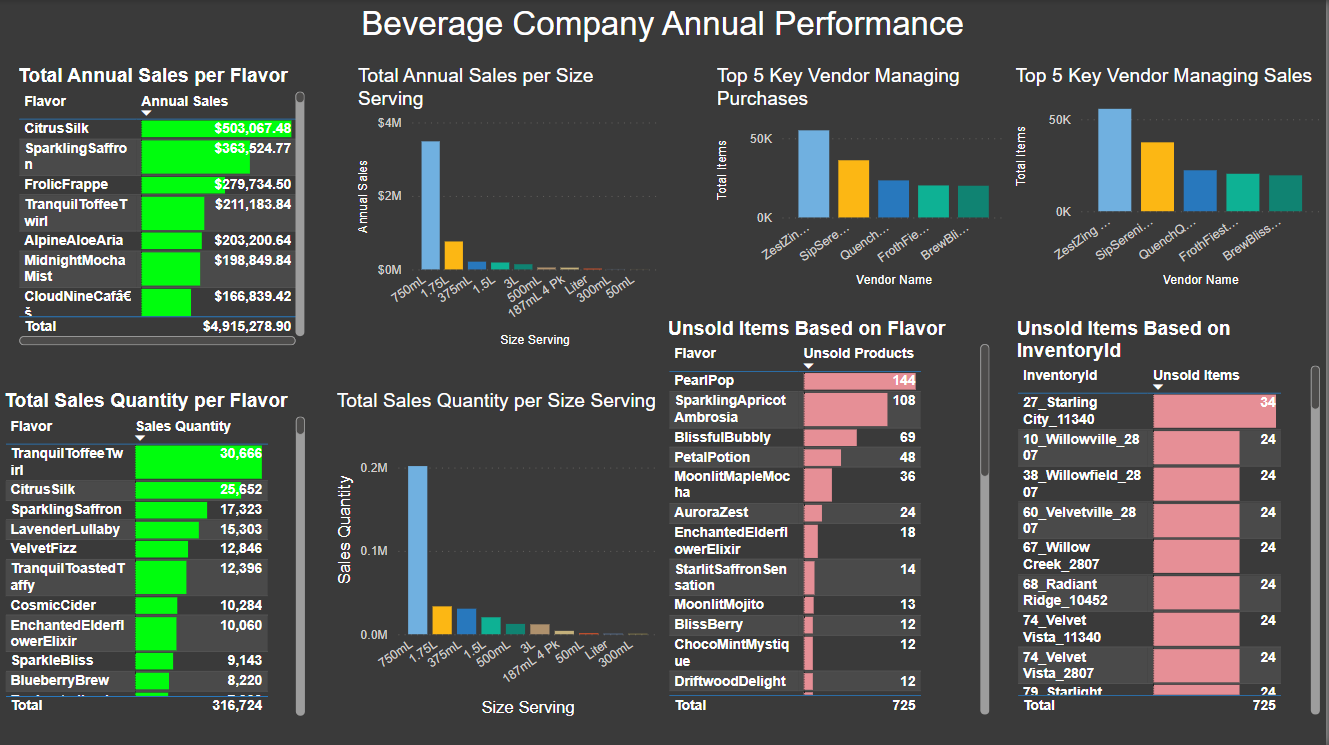 Beverage Company Annual Performance
Total Annual Sales per Flavor
Flavor Annual Sales
CitrusSilk $503,067.48
SparklingSaffro $363,524.77
n
FrolicFrappe $279,734.50
TranquilToffeeT $211,183.84
wirl
AlpineAloeAria $203,200.64
MidnightMocha $198,849.84
Mist
CloudNineCafâ€ $166,839.42
š
Total $4,915,278.90
Total Annual Sales per Size
Serving
Annual Sales
$4M
$2M
$0M
750mL 1.75L 375mL 1.5L 3L 500mL 187mL 4 Pk Liter 300mL 50mL
Size Serving
Top 5 Key Vendor Managing
Purchases
Total Items
50K
0K
ZestZin... SipSere... Quench... FrothFie... BrewBli...
Vendor Name
Top 5 Key Vendor Managing Sales
Total Items
50K
0K
ZestZing ... SipSereni... QuenchQ... FrothFiest... BrewBliss...
Vendor Name
Total Sales Quantity per Flavor
Flavor Sales Quantity
TranquilToffeeTw 30,666
irl
CitrusSilk 25,652
SparklingSaffron 17,323
LavenderLullaby 15,303
VelvetFizz 12,846
TranquilToastedT 12,396
affy
CosmicCider 10,284
EnchantedElderfl 10,060
owerElixir
SparkleBliss 9,143
BlueberryBrew 8,220
Total 316,724
Total Sales Quantity per Size Serving
Sales Quantity
0.2M
0.1M
0.0M
750mL 1.75L 375mL 1.5L 500mL 3L 187mL 4 Pk 50mL Liter 300mL
Size Serving
Unsold Items Based on Flavor
Flavor Unsold Products
PearlPop 144
SparklingApricot 108
Ambrosia
BlissfulBubbly 69
PetalPotion 48
MoonlitMapleMoc 36
ha
AuroraZest 24
EnchantedElderfl 18
owerElixir
StarlitSaffronSen 14
sation
MoonlitMojito 13
BlissBerry 12
ChocoMintMystiq 12
ue
DriftwoodDelight 12
Total 725
Unsold Items Based on
InventoryId
InventoryId Unsold Items
27_Starling 34
City_11340
10_Willowville_28 24
07
38_Willowfield_28 24
07
60_Velvetville_28 24
07
67_Willow 24
Creek_2807
68_Radiant 24
Ridge_10452
74_Velvet 24
Vista_11340
74_Velvet 24
Vista_2807
79_Starlight 24
Total 725